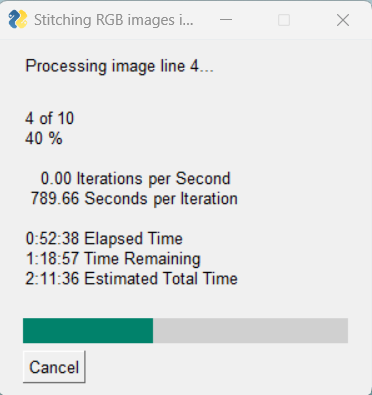 Stitching RGB images i...
Processing image line 4...
4 of 10
40 %
0.00 Iterations per Second
789.66 Seconds per Iteration
0:52:38 Elapsed Time
1:18:57 Time Remaining
2:11:36 Estimated Total Time
Cancel